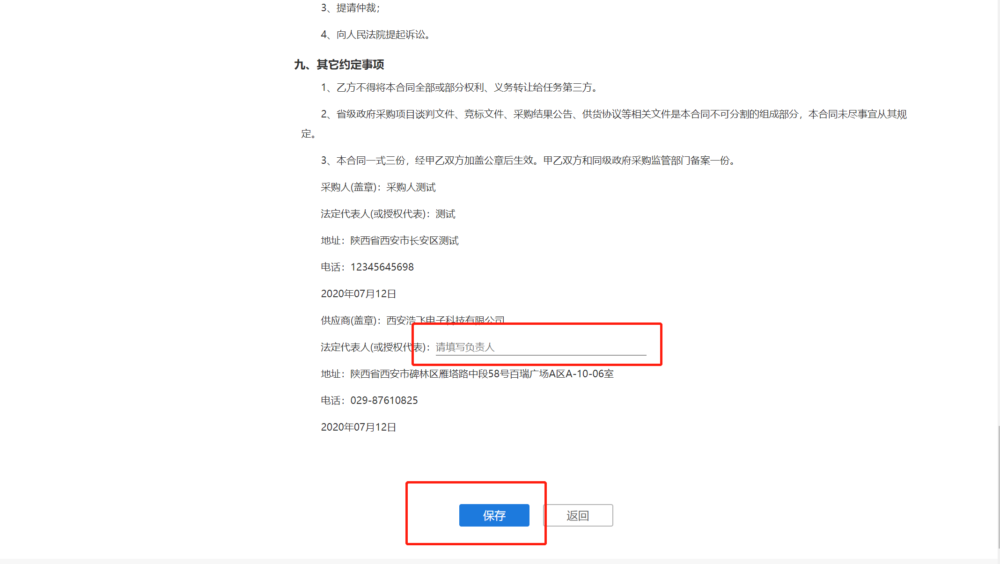 3、提请仲裁；
4、向人民法院提起诉讼。
九、其它约定事项
1、乙方不得将本合同全部或部分权利、义务转让给任务第三方。
2、省级政府采购项目谈判文件、竞标文件、采购结果公告、供货协议等相关文件是本合同不可分割的组成部分，本合同未尽事宜从其规
定。
3、本合同一式三份，经甲乙双方加盖公章后生效。甲乙双方和同级政府采购监管部门备案一份。
采购人(盖章)：采购人测试
法定代表人(或授权代表)：测试
地址：陕西省西安市长安区测试
电话：12345645698
2020年07月12日
供应商(盖章)：西安浩飞电子科技有限公司
法定代表人(或授权代表)：请填写负责人
地址：陕西省西安市碑林区雁塔路中段58号百瑞广场A区A-10-06室
电话：029-87610825
2020年07月12日
保存 返回